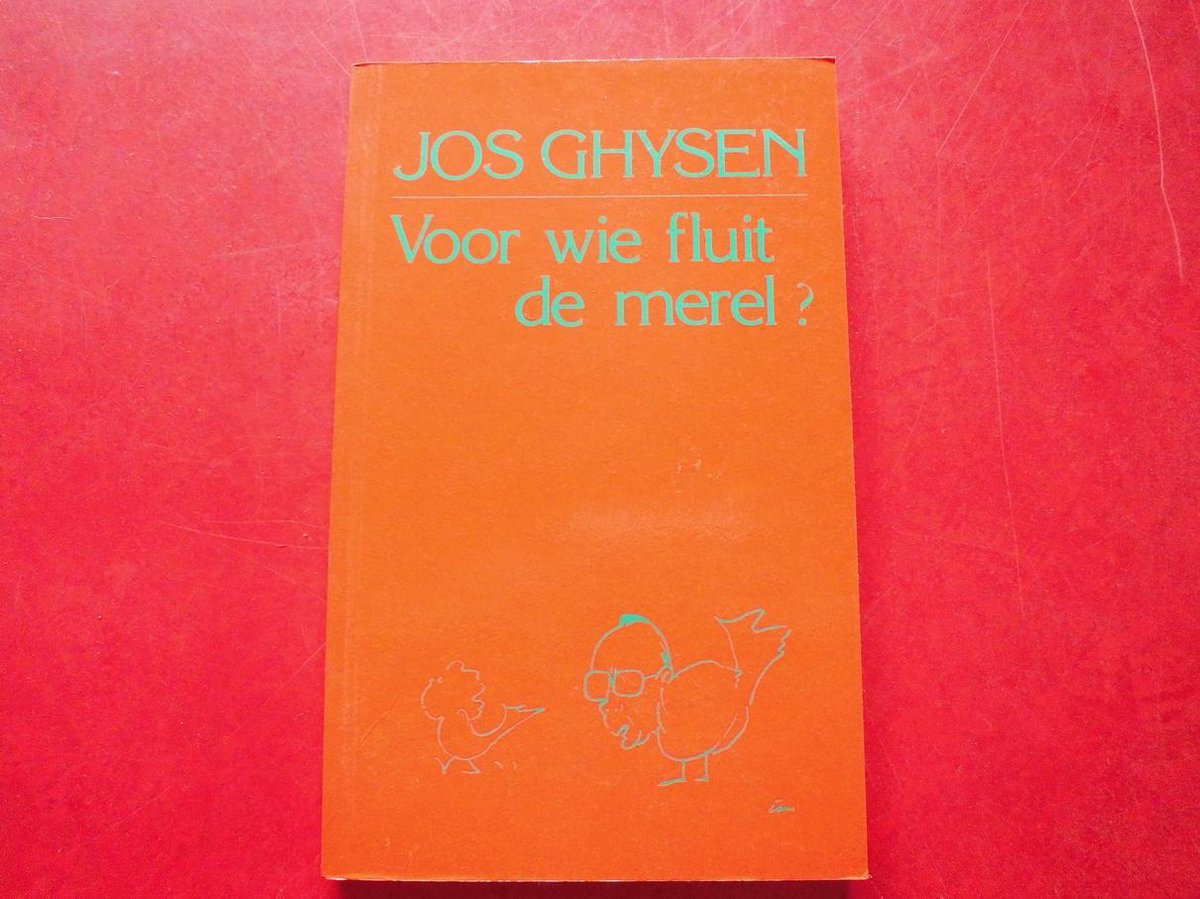 JOS GHYSEN
Voor wie fluit
de merel ?